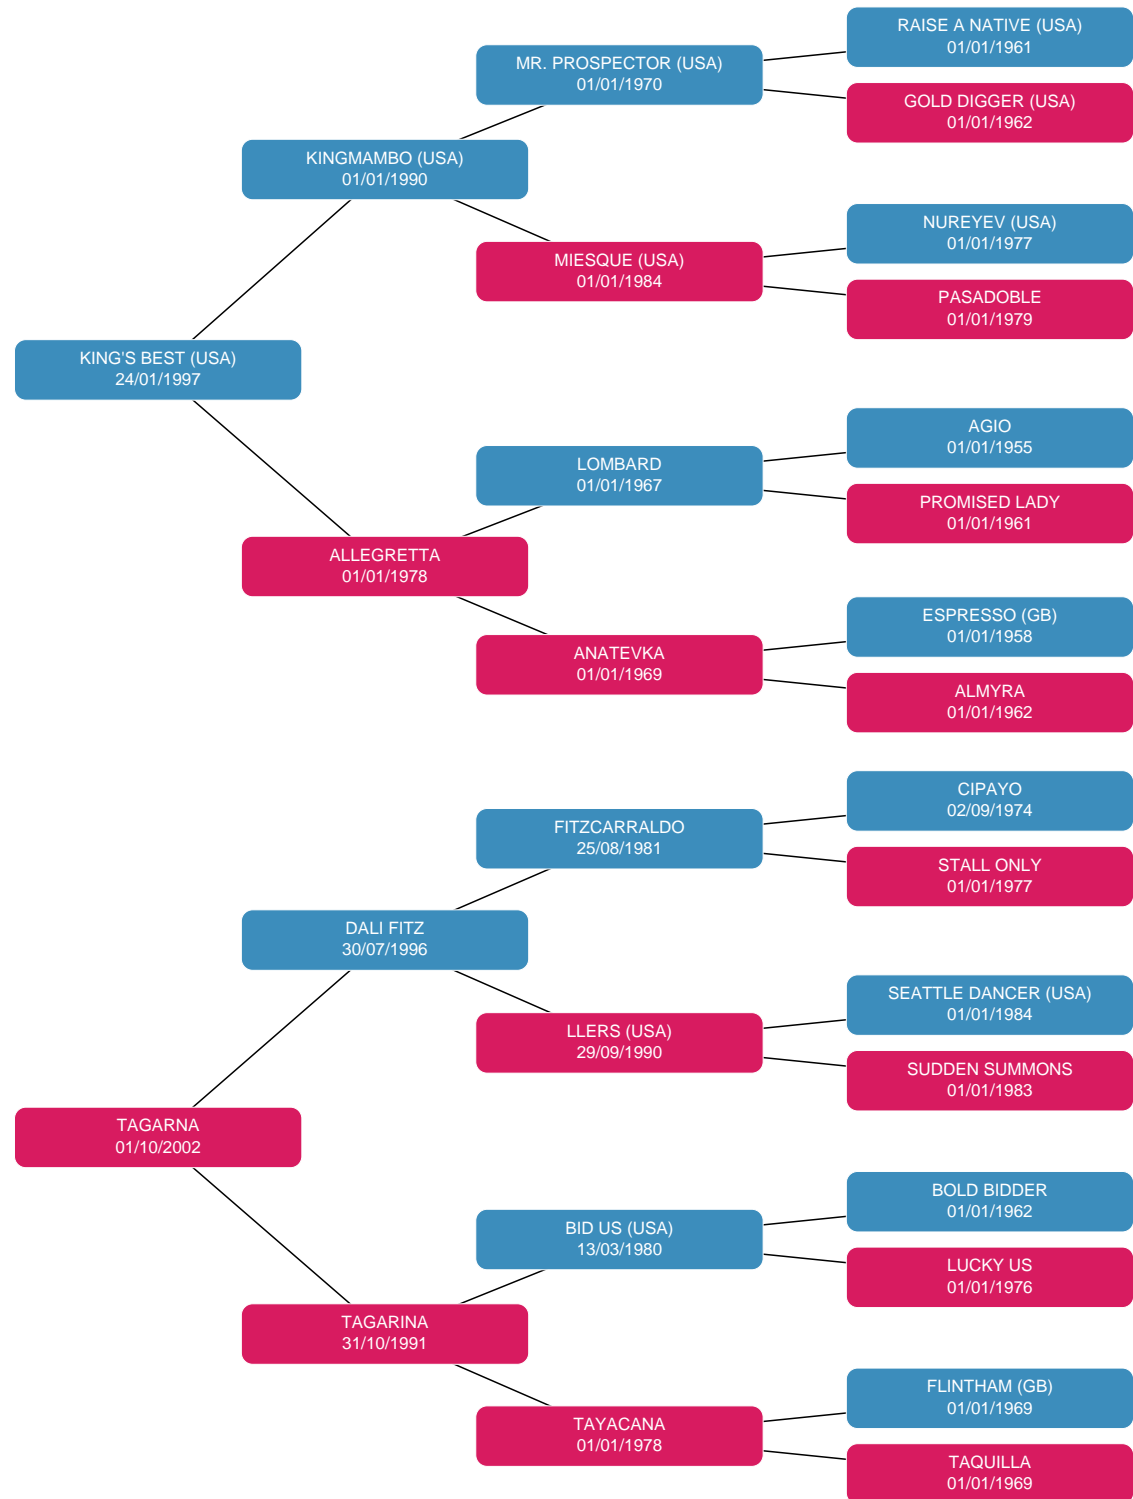 RAISE A NATIVE (USA)
01/01/1961
MR. PROSPECTOR (USA)
01/01/1970
GOLD DIGGER (USA)
01/01/1962
KINGMAMBO (USA)
01/01/1990
NUREYEV (USA)
01/01/1977
MIESQUE (USA)
01/01/1984
PASADOBLE
01/01/1979
KING'S BEST (USA)
24/01/1997
AGIO
01/01/1955
LOMBARD
01/01/1967
PROMISED LADY
01/01/1961
ALLEGRETTA
01/01/1978
ESPRESSO (GB)
01/01/1958
ANATEVKA
01/01/1969
ALMYRA
01/01/1962
CIPAYO
02/09/1974
FITZCARRALDO
25/08/1981
STALL ONLY
01/01/1977
DALI FITZ
30/07/1996
SEATTLE DANCER (USA)
01/01/1984
LLERS (USA)
29/09/1990
SUDDEN SUMMONS
01/01/1983
TAGARNA
01/10/2002
BOLD BIDDER
01/01/1962
BID US (USA)
13/03/1980
LUCKY US
01/01/1976
TAGARINA
31/10/1991
FLINTHAM (GB)
01/01/1969
TAYACANA
01/01/1978
TAQUILLA
01/01/1969